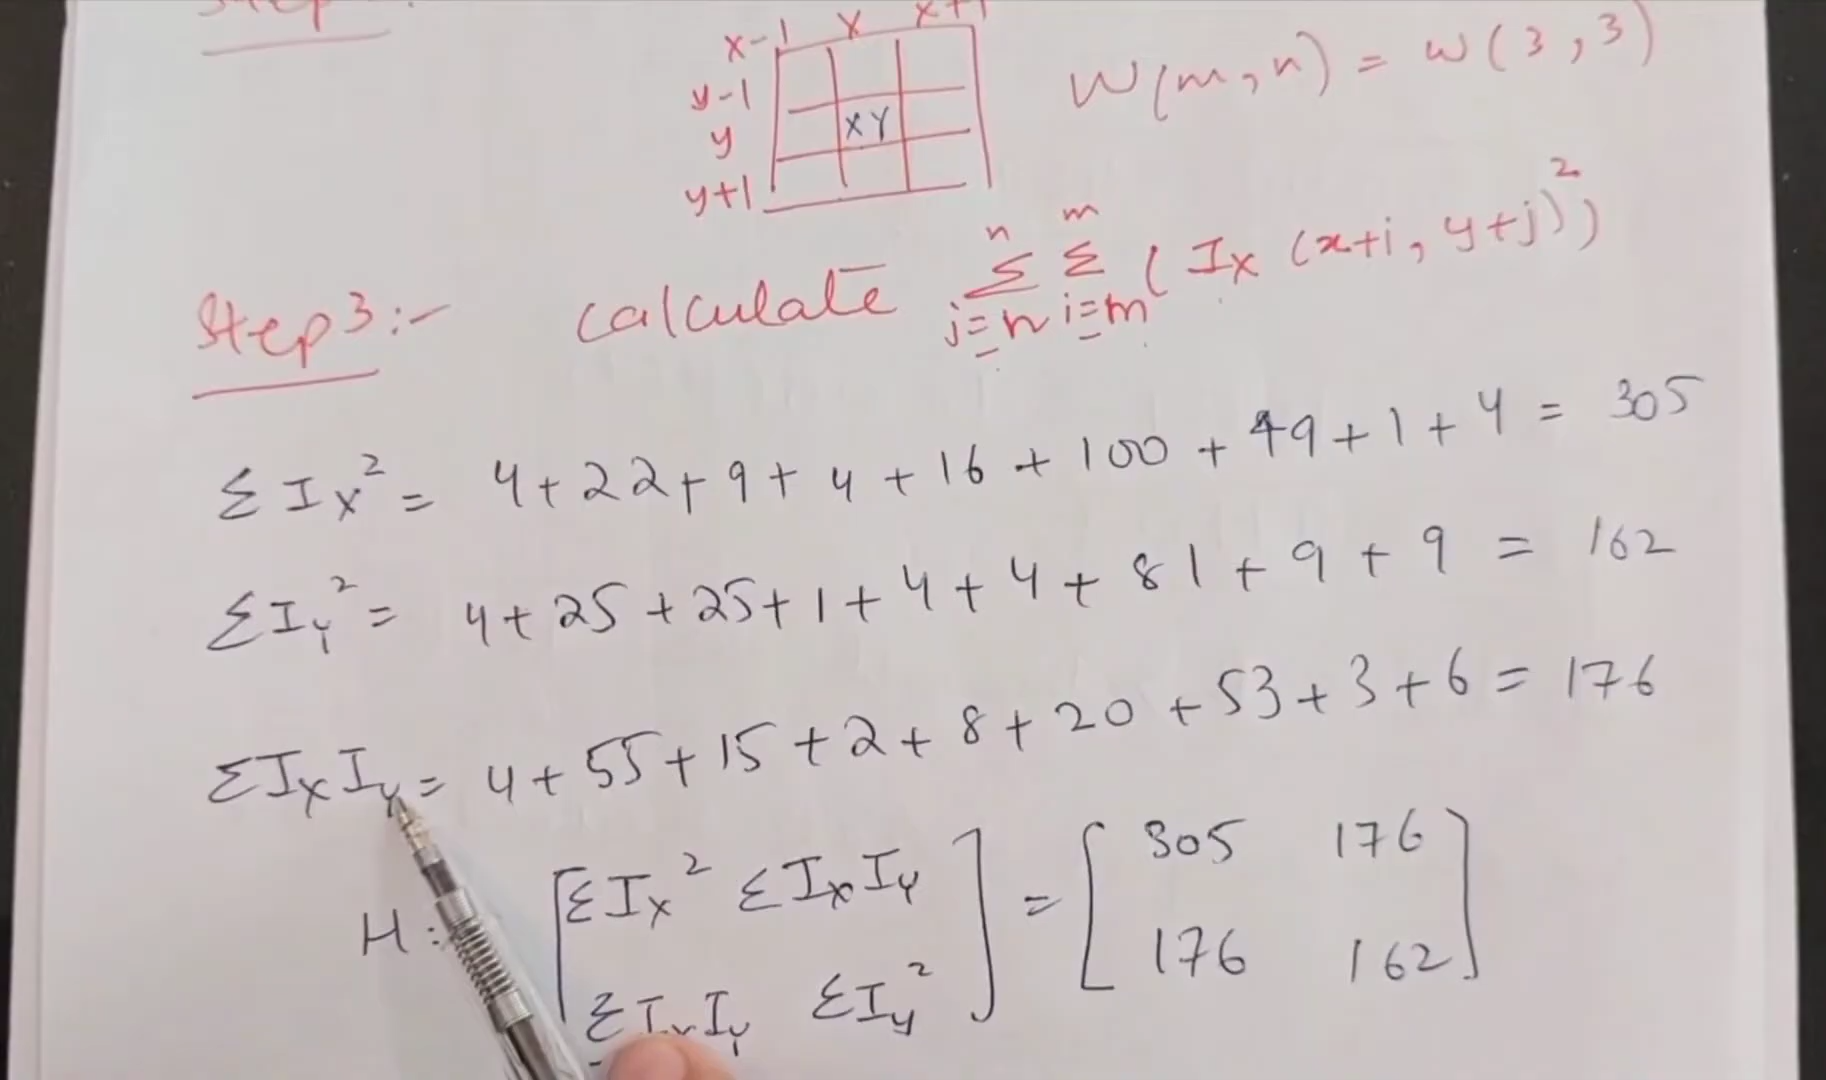 x-1 x x+1
y-1
y XY
y+1
W(m,n) = w(3,3)
Step3:- Calculate n Σ j=n m Σ i=m (Ix (x+i, y+j)²)
ΣIx² = 4+22+9+4+16+100+49+1+4 = 305
ΣIy² = 4+25+25+1+4+4+81+9+9 = 162
ΣIxIy = 4+55+15+2+8+20+53+3+6 = 176
H: [ΣIx² ΣIxIy] = [305 176]
[ΣIxIy ΣIy²] [176 162]